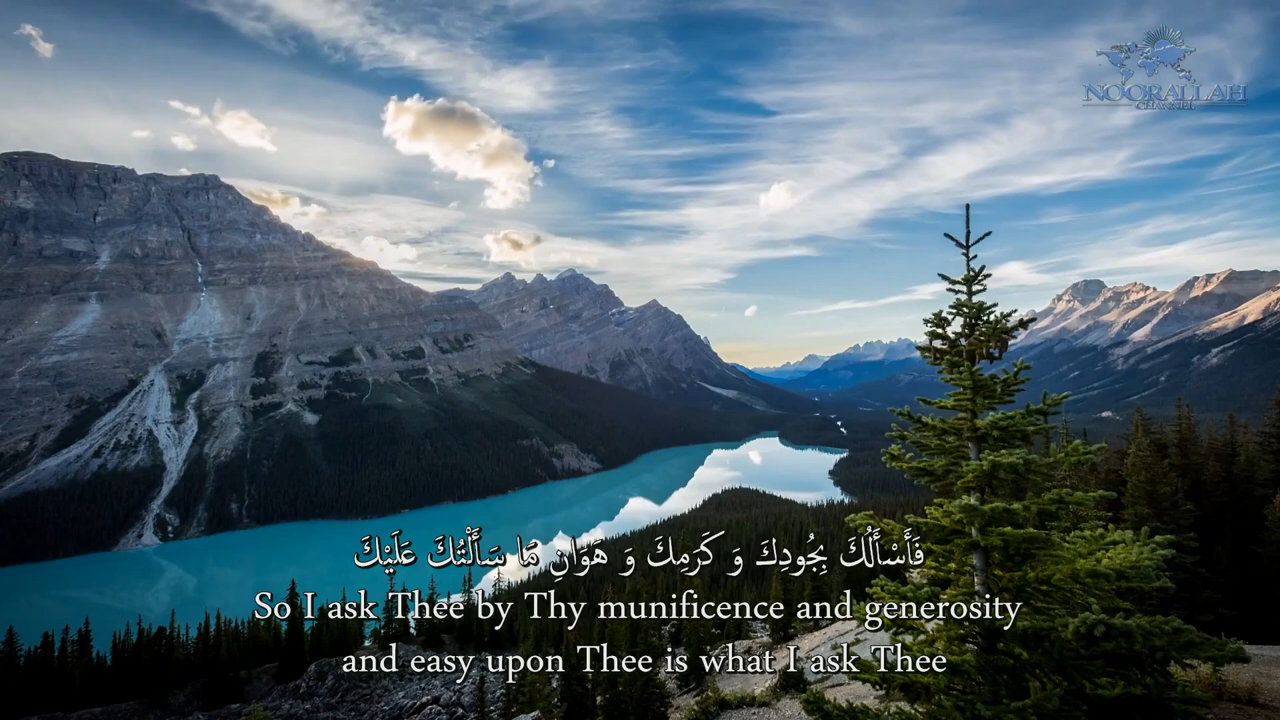 NOORALLAH
CHANNEL
فَأَسْأَلُكَ بِجُودِكَ وَ كَرَمِكَ وَ هَوَانِ مَا سَأَلْتُكَ عَلَيْكَ
So I ask Thee by Thy munificence and generosity
and easy upon Thee is what I ask Thee